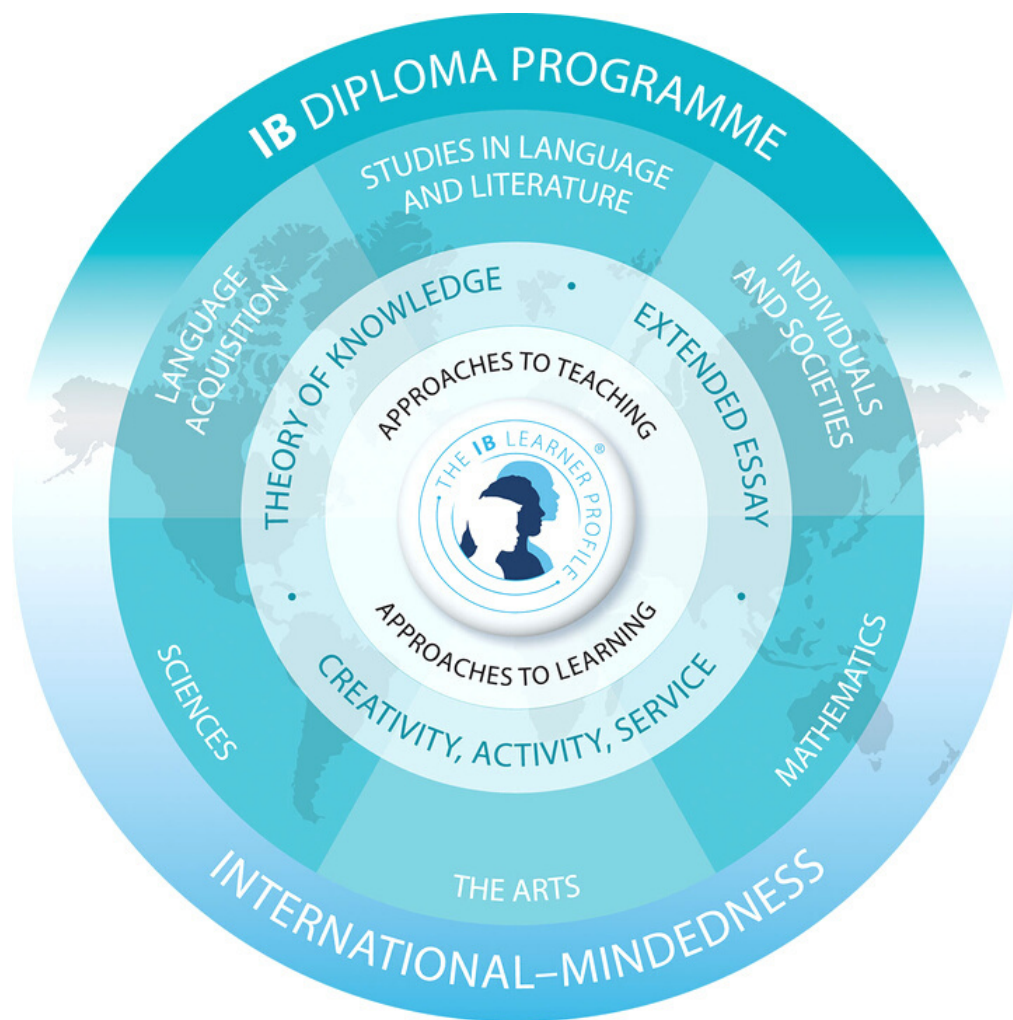 IB DIPLOMA PROGRAMME
STUDIES IN LANGUAGE
AND LITERATURE
LANGUAGE
ACQUISITION
INDIVIDUALS
AND SOCIETIES
THEORY OF KNOWLEDGE
•
EXTENDED ESSAY
•
APPROACHES TO TEACHING
THE IB LEARNER PROFILE®
APPROACHES TO LEARNING
CREATIVITY, ACTIVITY, SERVICE
•
SCIENCES
MATHEMATICS
THE ARTS
INTERNATIONAL–MINDEDNESS